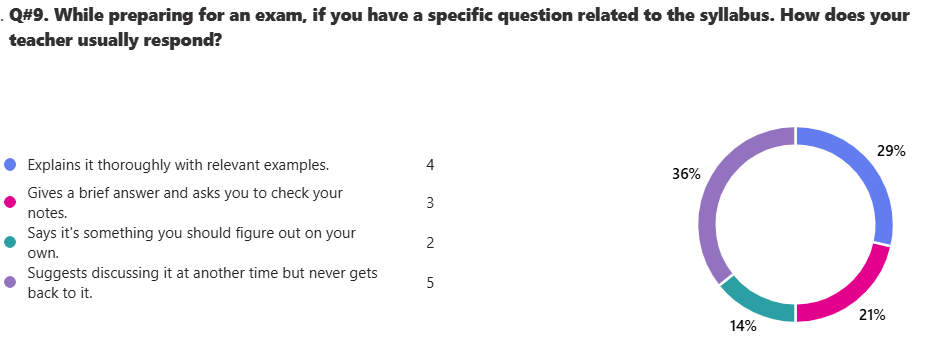 . Q#9. While preparing for an exam, if you have a specific question related to the syllabus. How does your
teacher usually respond?
Explains it thoroughly with relevant examples. 4
Gives a brief answer and asks you to check your
notes. 3
Says it's something you should figure out on your
own. 2
Suggests discussing it at another time but never gets
back to it. 5
36%
29%
21%
14%